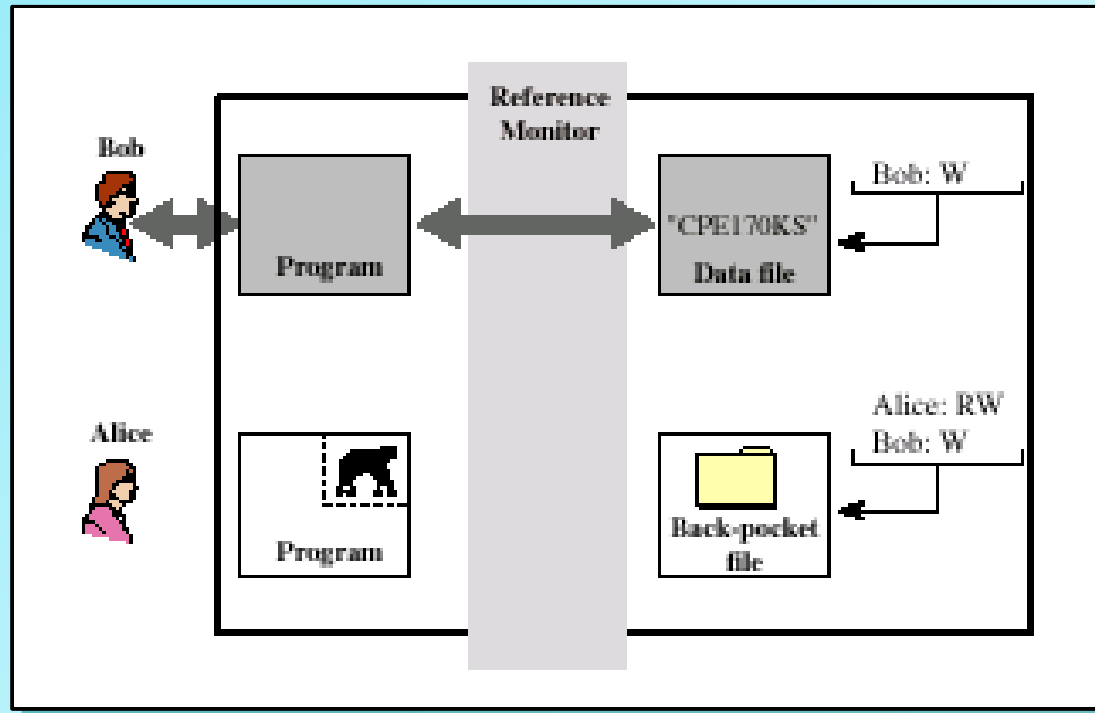 Reference
Monitor
Bob
Program
"CPE170KS"
Data file
Bob: W
Alice
Program
Back-pocket
file
Alice: RW
Bob: W